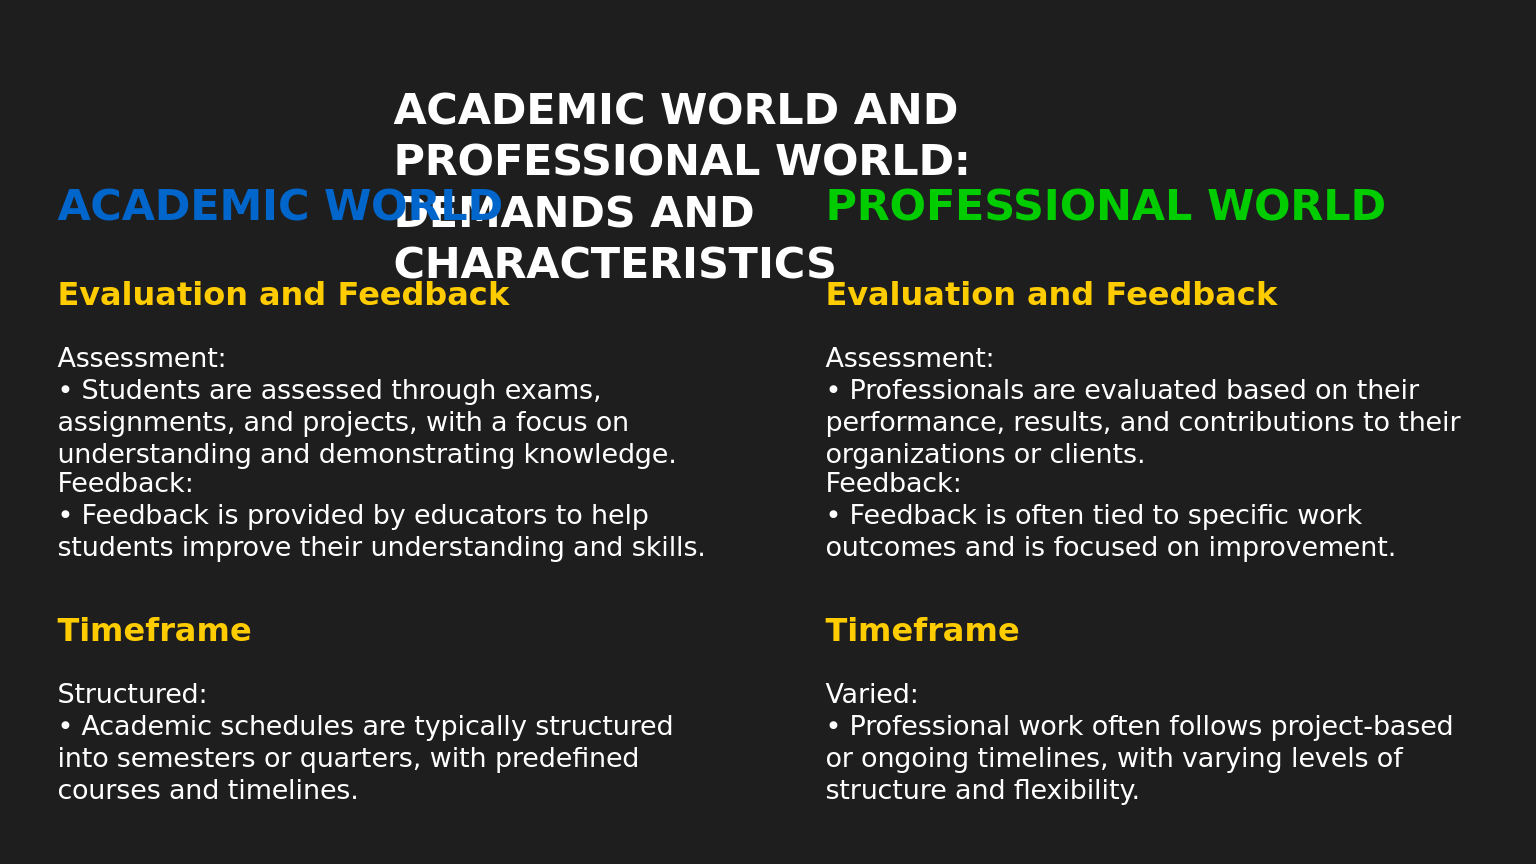 ACADEMIC WORLD AND
PROFESSIONAL WORLD:
DEMANDS AND
CHARACTERISTICS
ACADEMIC WORLD
Evaluation and Feedback
Assessment:
• Students are assessed through exams,
assignments, and projects, with a focus on
understanding and demonstrating knowledge.
Feedback:
• Feedback is provided by educators to help
students improve their understanding and skills.
Timeframe
Structured:
• Academic schedules are typically structured
into semesters or quarters, with predefined
courses and timelines.
PROFESSIONAL WORLD
Evaluation and Feedback
Assessment:
• Professionals are evaluated based on their
performance, results, and contributions to their
organizations or clients.
Feedback:
• Feedback is often tied to specific work
outcomes and is focused on improvement.
Timeframe
Varied:
• Professional work often follows project-based
or ongoing timelines, with varying levels of
structure and flexibility.